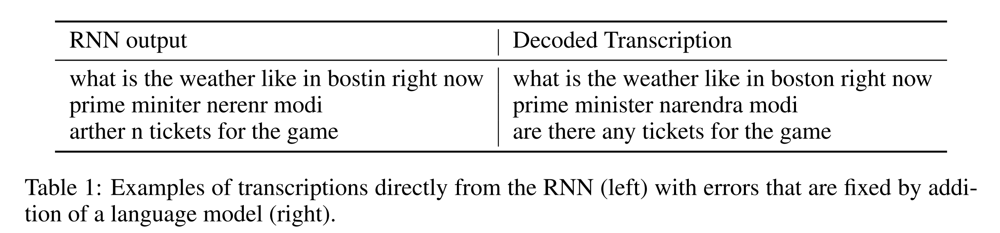 RNN output Decoded Transcription
what is the weather like in bostin right now what is the weather like in boston right now
prime miniter nerenr modi prime minister narendra modi
arther n tickets for the game are there any tickets for the game
Table 1: Examples of transcriptions directly from the RNN (left) with errors that are fixed by addi-
tion of a language model (right).